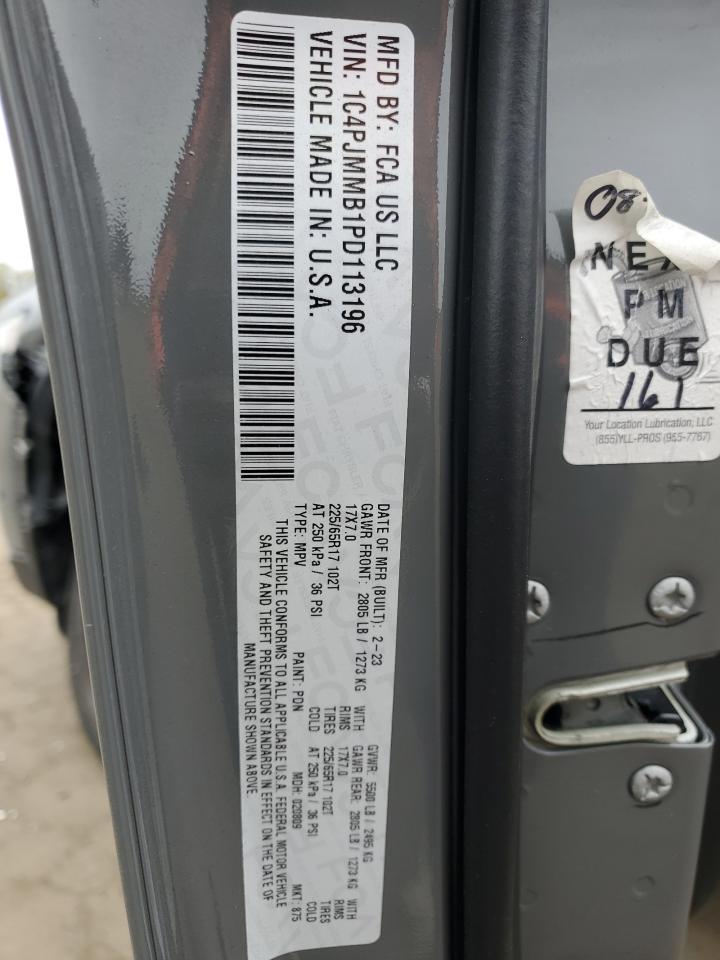 MFD BY: FCA US LLC
VIN: 1C4PJMMB1PD113196
VEHICLE MADE IN: U.S.A.
DATE OF MFR (BUILT): 2-23 GVWR: 5500 LB / 2495 KG
GAWR FRONT: 2805 LB / 1273 KG WITH GAWR REAR: 2805 LB / 1273 KG WITH
17X7.0 RIMS 17X7.0 RIMS
225/65R17 102T TIRES 225/65R17 102T TIRES
AT 250 kPa / 36 PSI COLD AT 250 kPa / 36 PSI COLD
TYPE: MPV PAINT: PDN MDH: 020809 MKT: 875
THIS VEHICLE CONFORMS TO ALL APPLICABLE U.S.A. FEDERAL MOTOR VEHICLE
SAFETY AND THEFT PREVENTION STANDARDS IN EFFECT ON THE DATE OF
MANUFACTURE SHOWN ABOVE.
08
NEX
PM
DUE
161
Your Location Lubrication, LLC
(855)YLL-PROS (955-7767)